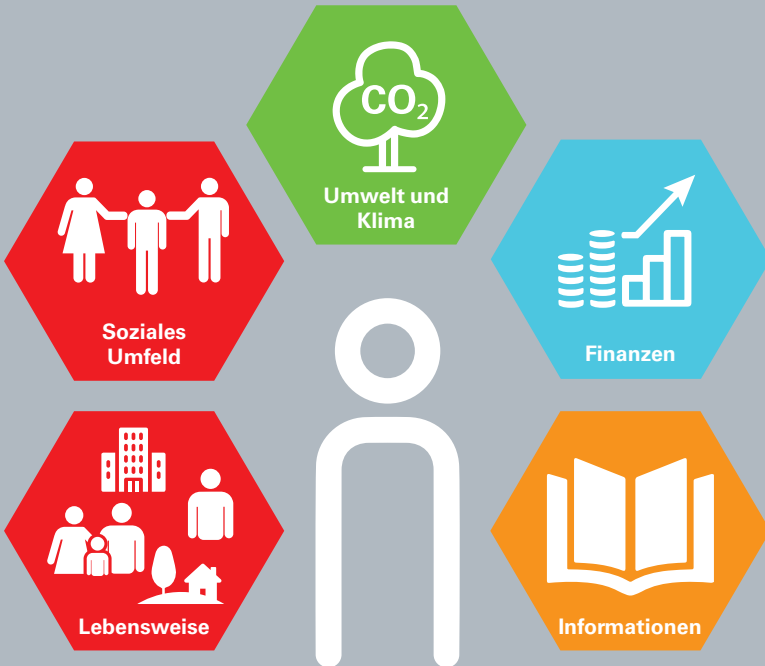 CO₂
Umwelt und
Klima
Soziales
Umfeld
Finanzen
Lebensweise
Informationen